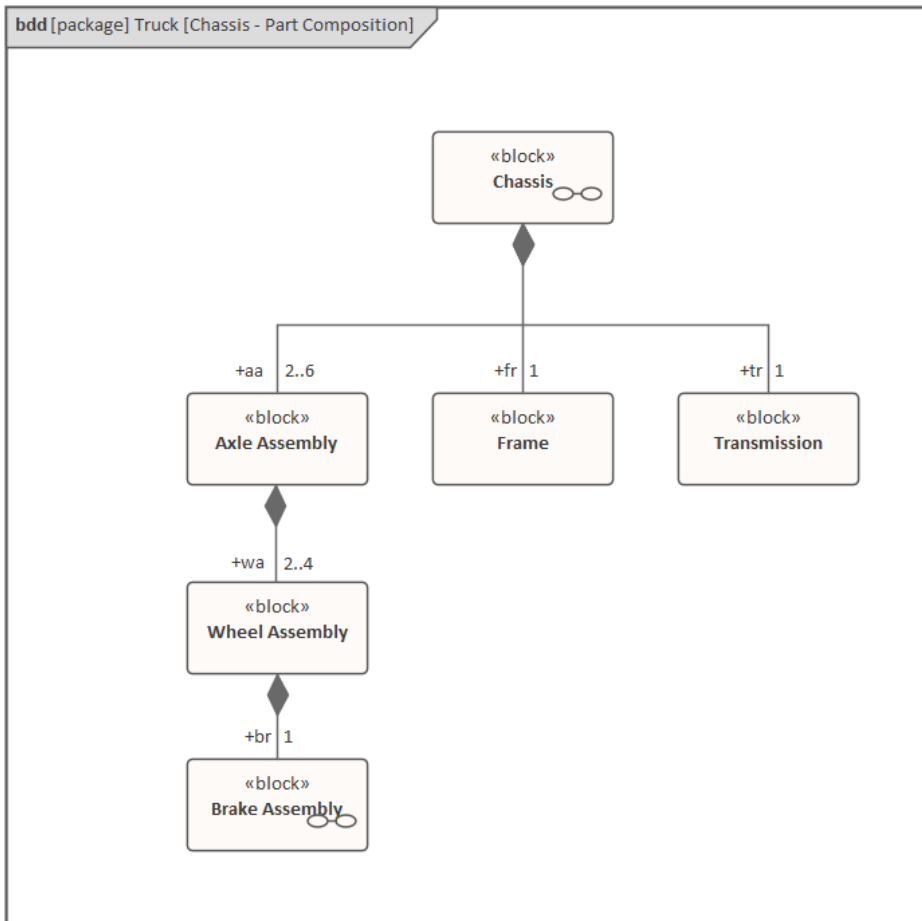 bdd [package] Truck [Chassis - Part Composition]
«block»
Chassis
+aa 2..6
+fr 1
+tr 1
«block»
Axle Assembly
«block»
Frame
«block»
Transmission
+wa 2..4
«block»
Wheel Assembly
+br 1
«block»
Brake Assembly